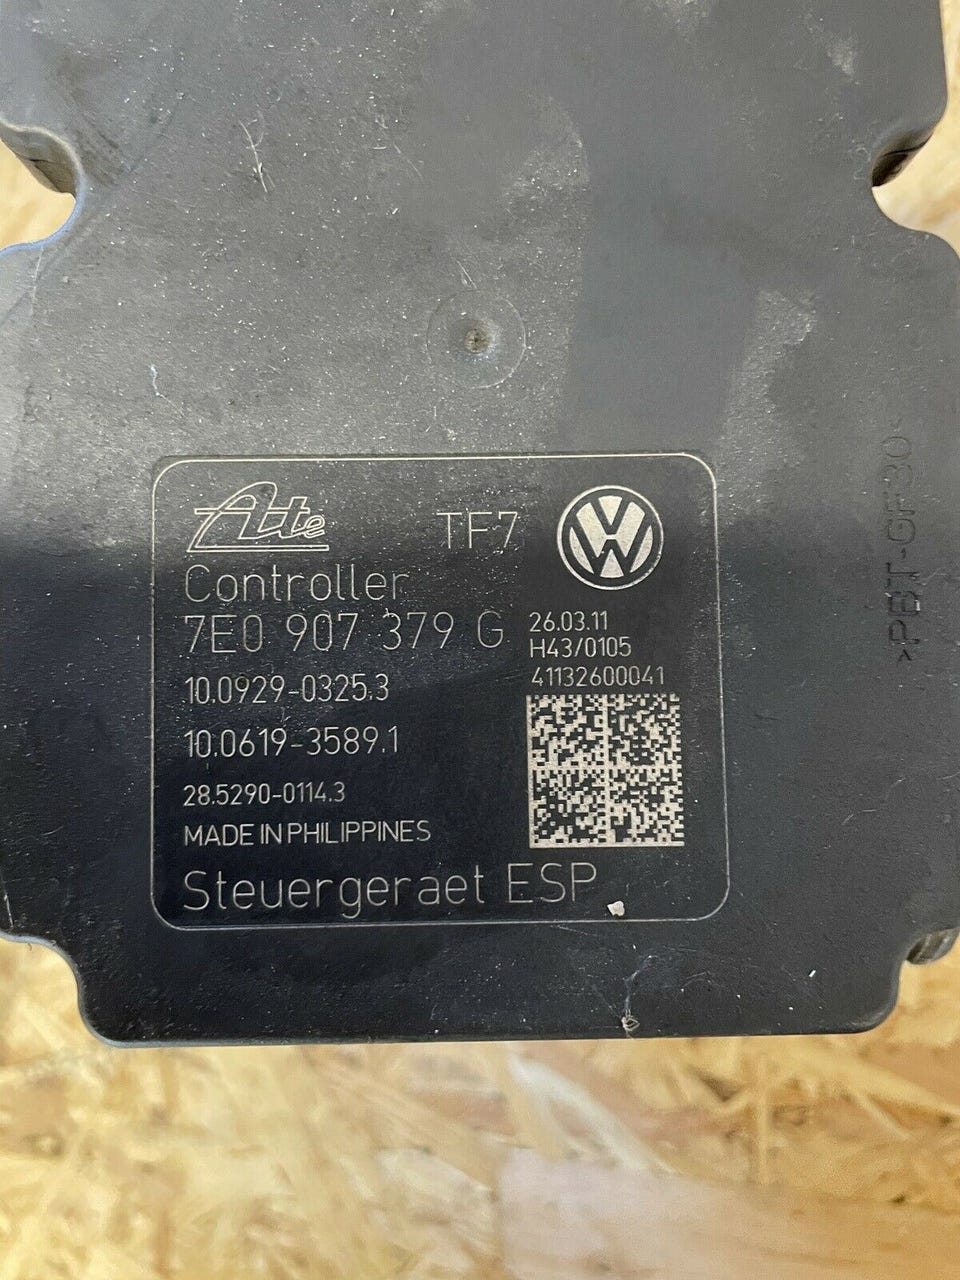 Ate TF7
Controller
7E0 907 379 G
26.03.11
H43/0105
41132600041
10.0929-0325.3
10.0619-3589.1
28.5290-0114.3
MADE IN PHILIPPINES
Steuergeraet ESP
>PBT-GF30<